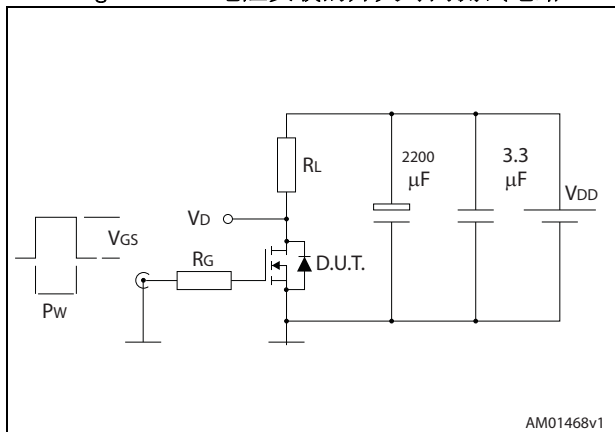 RL
2200
μF
3.3
μF
VDD
VD
VGS
RG
D.U.T.
PW
AM01468v1